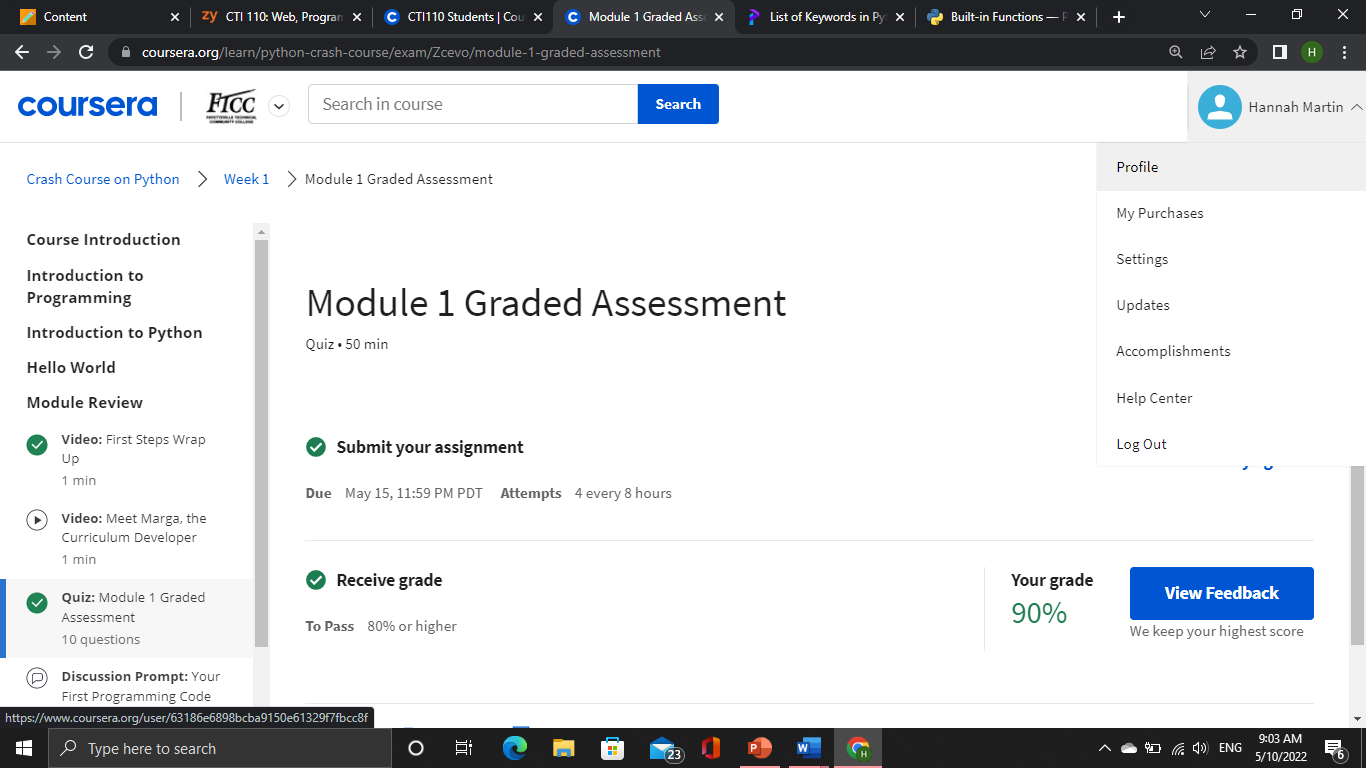 Content
CTI 110: Web, Program
CTI110 Students | Cou
Module 1 Graded Asse
List of Keywords in Py
Built-in Functions — P
coursera.org/learn/python-crash-course/exam/Zcevo/module-1-graded-assessment
H
coursera
FTCC
FAYETTEVILLE TECHNICAL
COMMUNITY COLLEGE
Search in course
Search
Hannah Martin
Crash Course on Python
Week 1
Module 1 Graded Assessment
Profile
My Purchases
Settings
Updates
Accomplishments
Help Center
Log Out
Course Introduction
Introduction to
Programming
Introduction to Python
Hello World
Module Review
Video: First Steps Wrap
Up
1 min
Video: Meet Marga, the
Curriculum Developer
1 min
Quiz: Module 1 Graded
Assessment
10 questions
Discussion Prompt: Your
First Programming Code
Module 1 Graded Assessment
Quiz • 50 min
Submit your assignment
Due May 15, 11:59 PM PDT Attempts 4 every 8 hours
Receive grade
To Pass 80% or higher
Your grade
90%
View Feedback
We keep your highest score
https://www.coursera.org/user/63186e6898bcba9150e61329f7fbcc8f
Type here to search
23
H
ENG
9:03 AM
5/10/2022
6